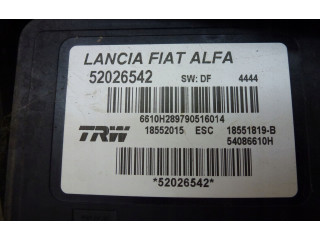 LANCIA FIAT ALFA
52026542 SW: DF 4444
6610H289790516014
TRW 18552015 ESC 18551819-B
54086610H
*52026542*